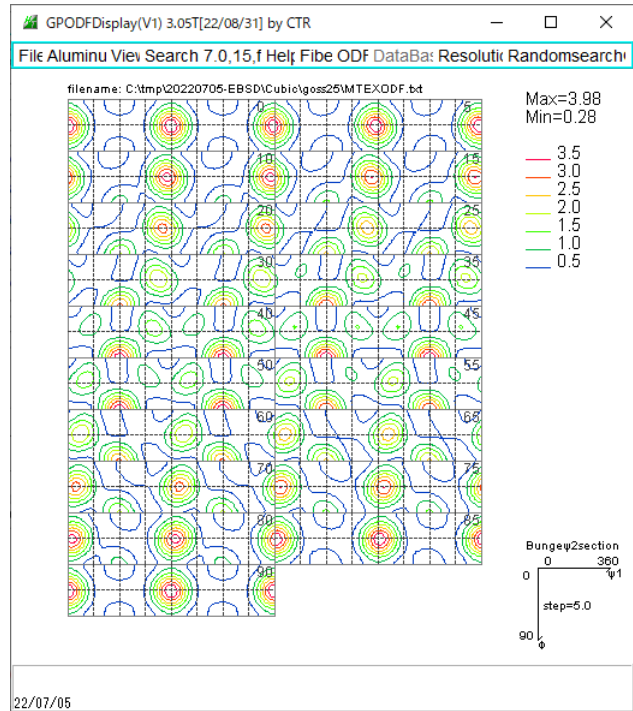 GPODFDisplay(V1) 3.05T[22/08/31] by CTR
File Aluminu View Search 7.0,15,f Help Fibe ODF DataBas Resolutic Randomsearch
filename: C:\tmp\20220705-EBSD\Cubic\goss25\MTEXODF.txt
Max=3.98
Min=0.28
3.5
3.0
2.5
2.0
1.5
1.0
0.5
0 5
10 15
20 25
30 35
40 45
50 55
60 65
70 75
80 85
90
Bungeψ2section
0 360
0 ψ1
step=5.0
90 Φ
22/07/05